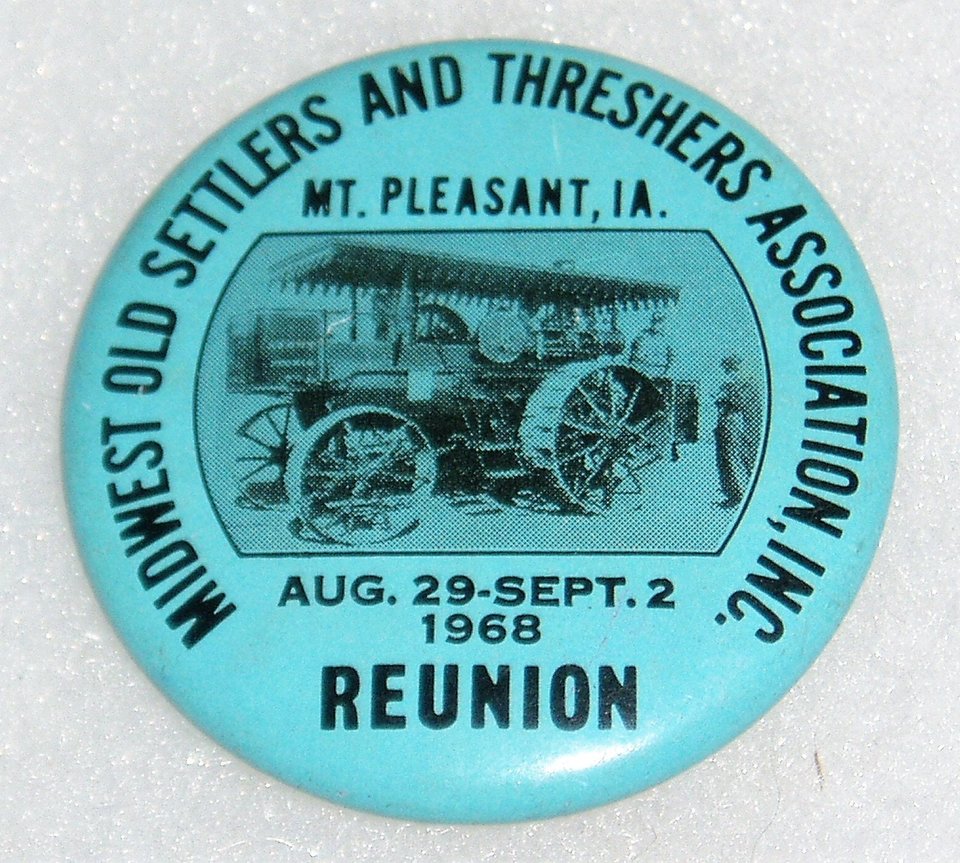 MIDWEST OLD SETTLERS AND THRESHERS ASSOCIATION, INC.
MT. PLEASANT, IA.
AUG. 29-SEPT. 2
1968
REUNION